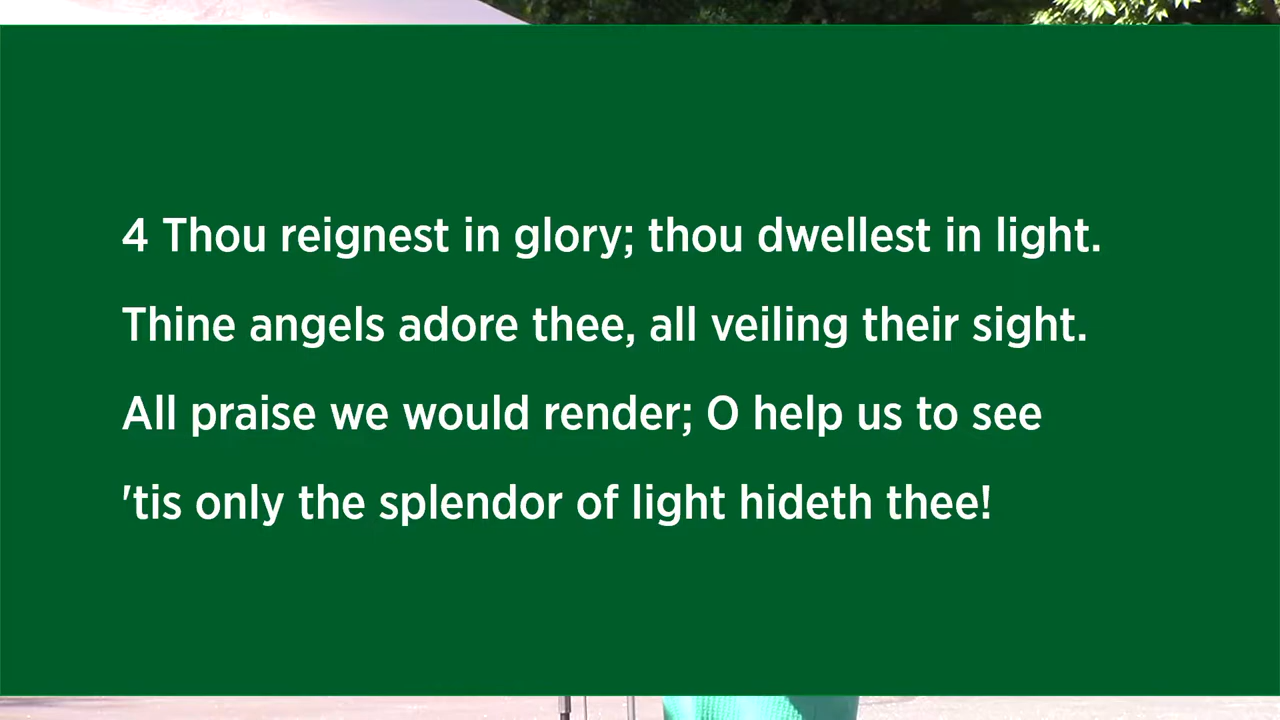 4 Thou reignest in glory; thou dwellest in light.
Thine angels adore thee, all veiling their sight.
All praise we would render; O help us to see
'tis only the splendor of light hideth thee!